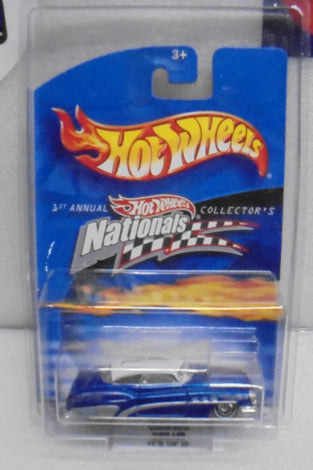 3+
HOT WHEELS
1ST ANNUAL HOT WHEELS COLLECTOR'S
Nationals